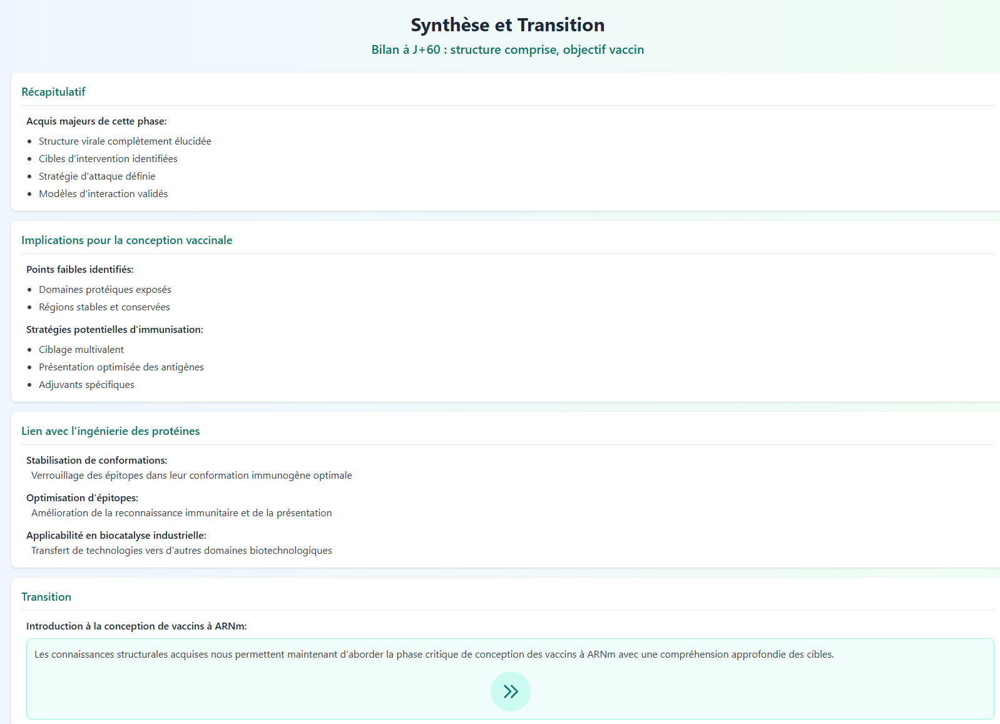 Synthèse et Transition
Bilan à J+60 : structure comprise, objectif vaccin
Récapitulatif
Acquis majeurs de cette phase:
Structure virale complètement élucidée
Cibles d'intervention identifiées
Stratégie d'attaque définie
Modèles d'interaction validés
Implications pour la conception vaccinale
Points faibles identifiés:
Domaines protéiques exposés
Régions stables et conservées
Stratégies potentielles d'immunisation:
Ciblage multivalent
Présentation optimisée des antigènes
Adjuvants spécifiques
Lien avec l'ingénierie des protéines
Stabilisation de conformations:
Verrouillage des épitopes dans leur conformation immunogène optimale
Optimisation d'épitopes:
Amélioration de la reconnaissance immunitaire et de la présentation
Applicabilité en biocatalyse industrielle:
Transfert de technologies vers d'autres domaines biotechnologiques
Transition
Introduction à la conception de vaccins à ARNm:
Les connaissances structurales acquises nous permettent maintenant d'aborder la phase critique de conception des vaccins à ARNm avec une compréhension approfondie des cibles.